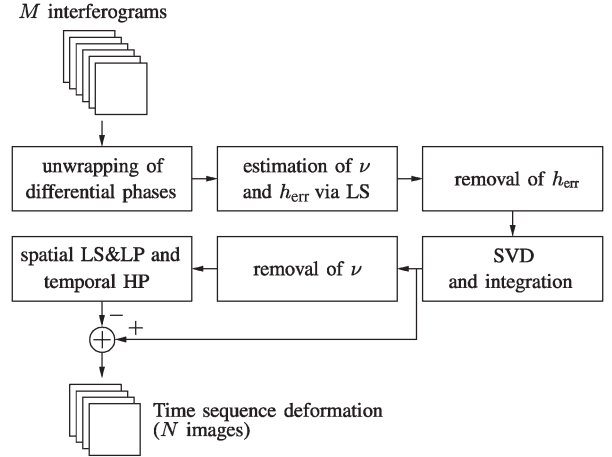 M interferograms
unwrapping of
differential phases
estimation of ν
and h_err via LS
removal of h_err
spatial LS&LP and
temporal HP
removal of ν
SVD
and integration
−
+
+
Time sequence deformation
(N images)